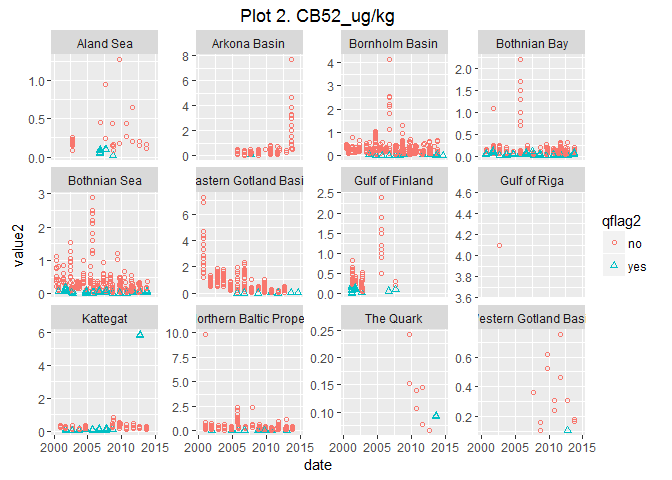 Plot 2. CB52_ug/kg
Aland Sea
Arkona Basin
Bornholm Basin
Bothnian Bay
1.0
0.5
0.0
8
6
4
2
0
4
3
2
1
0
2.0
1.5
1.0
0.5
0.0
Bothnian Sea
astern Gotland Basi
Gulf of Finland
Gulf of Riga
3
2
1
0
6
4
2
0
2.5
2.0
1.5
1.0
0.5
0.0
4.6
4.4
4.2
4.0
3.8
3.6
Kattegat
orthern Baltic Prope
The Quark
estern Gotland Bas
6
4
2
0
10.0
7.5
5.0
2.5
0.0
0.25
0.20
0.15
0.10
0.6
0.4
0.2
2000 2005 2010 2015
2000 2005 2010 2015
2000 2005 2010 2015
2000 2005 2010 2015
date
value2
qflag2
no
yes